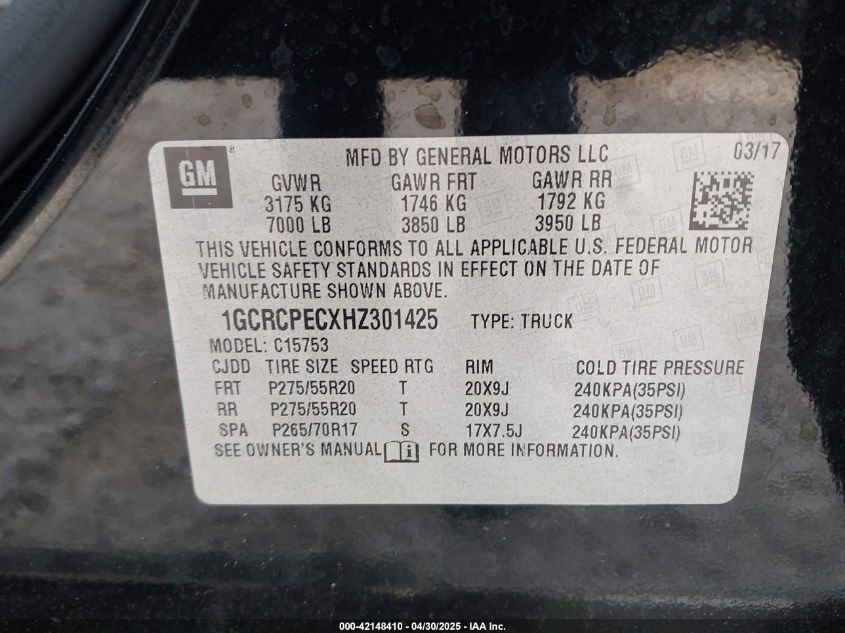 GM
®
MFD BY GENERAL MOTORS LLC 03/17
GVWR GAWR FRT GAWR RR
3175 KG 1746 KG 1792 KG
7000 LB 3850 LB 3950 LB
THIS VEHICLE CONFORMS TO ALL APPLICABLE U.S. FEDERAL MOTOR
VEHICLE SAFETY STANDARDS IN EFFECT ON THE DATE OF
MANUFACTURE SHOWN ABOVE.
1GCRCPECXHZ301425 TYPE: TRUCK
MODEL: C15753
CJDD TIRE SIZE SPEED RTG RIM COLD TIRE PRESSURE
FRT P275/55R20 T 20X9J 240KPA(35PSI)
RR P275/55R20 T 20X9J 240KPA(35PSI)
SPA P265/70R17 S 17X7.5J 240KPA(35PSI)
SEE OWNER'S MANUAL i FOR MORE INFORMATION.
000-42148410 - 04/30/2025 - IAA Inc.